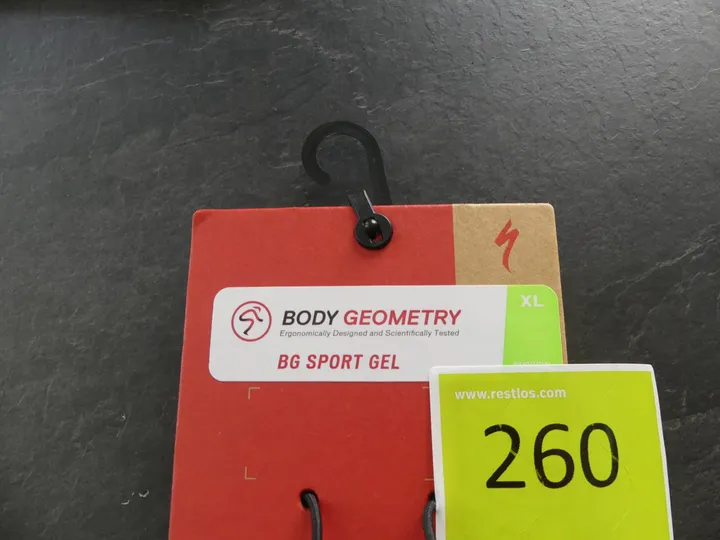 XL
BODY GEOMETRY
Ergonomically Designed and Scientifically Tested
BG SPORT GEL
www.restlos.com
260